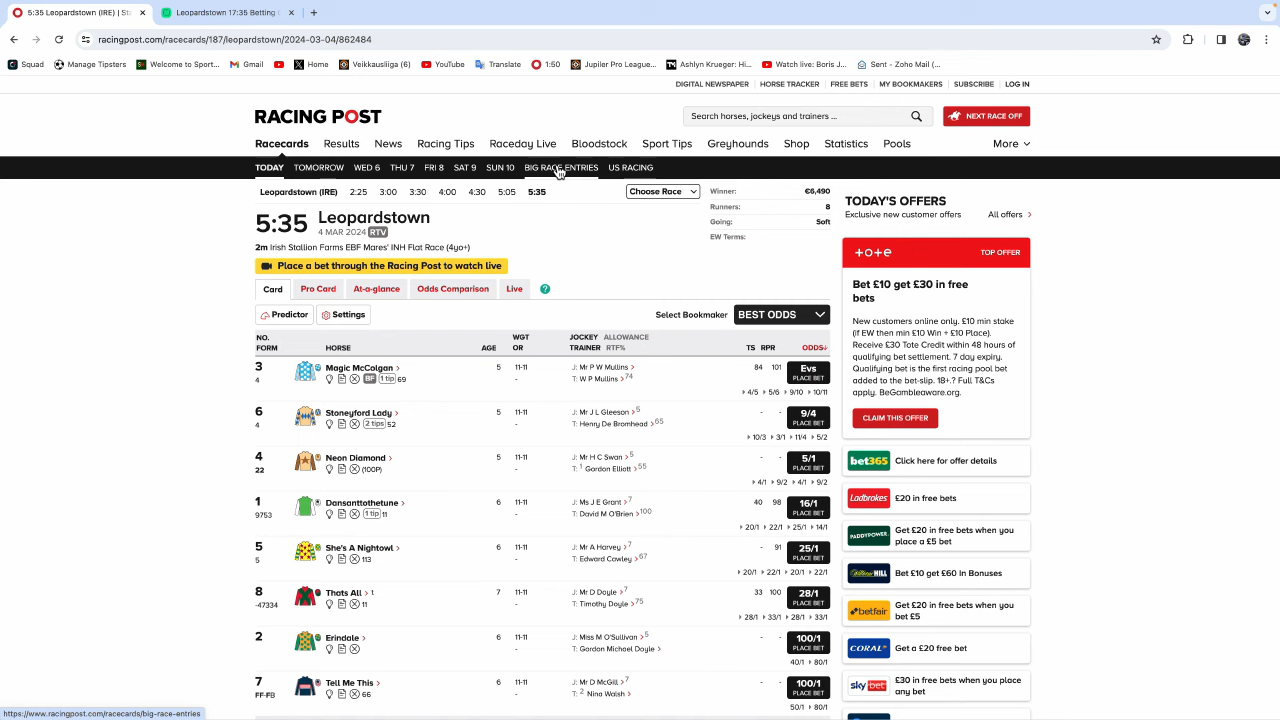 5:35 Leopardstown (IRE) | St
Leopardstown 17:35 Betting
racingpost.com/racecards/187/leopardstown/2024-03-04/862484
Squad
Manage Tipsters
Welcome to Sport...
Gmail
Home
Veikkausliiga (6)
YouTube
Translate
1:50
Jupiler Pro League...
Ashlyn Krueger: Hi...
Watch live: Boris J...
Sent - Zoho Mail (...
DIGITAL NEWSPAPER HORSE TRACKER FREE BETS MY BOOKMAKERS SUBSCRIBE LOG IN
RACING POST
Search horses, jockeys and trainers ...
NEXT RACE OFF
Racecards Results News Racing Tips Raceday Live Bloodstock Sport Tips Greyhounds Shop Statistics Pools More
TODAY TOMORROW WED 6 THU 7 FRI 8 SAT 9 SUN 10 BIG RACE ENTRIES US RACING
Leopardstown (IRE) 2:25 3:00 3:30 4:00 4:30 5:05 5:35
Choose Race
Winner: €6,490
Runners: 8
Going: Soft
EW Terms:
5:35 Leopardstown
4 MAR 2024 RTV
2m Irish Stallion Farms EBF Mares' INH Flat Race (4yo+)
Place a bet through the Racing Post to watch live
Card Pro Card At-a-glance Odds Comparison Live ?
Predictor Settings
Select Bookmaker BEST ODDS
NO. FORM HORSE AGE WGT OR JOCKEY ALLOWANCE TRAINER RTF% TS RPR ODDS
3 Magic McColgan 5 11-11 J: Mr P W Mullins 84 101 Evs PLACE BET
4 BF 1 tip 69 - T: W P Mullins 74
4/5 5/6 9/10 10/11
6 Stoneyford Lady 5 11-11 J: Mr J L Gleeson 5 - - 9/4 PLACE BET
4 2 tips 52 - T: Henry De Bromhead 65
10/3 3/1 11/4 5/2
4 Neon Diamond 5 11-11 J: Mr H C Swan 5 - - 5/1 PLACE BET
22 (100P) - T: 1 Gordon Elliott 55
4/1 9/2 4/1 9/2
1 Dansanttothetune 6 11-11 J: Ms J E Grant 7 40 98 16/1 PLACE BET
9753 1 tip 11 - T: David M O'Brien 100
20/1 22/1 25/1 14/1
5 She's A Nightowl 6 11-11 J: Mr A Harvey 7 - 91 25/1 PLACE BET
5 113 - T: Edward Cawley 67
20/1 22/1 20/1 22/1
8 Thats All t 7 11-11 J: Mr D Doyle 7 33 100 28/1 PLACE BET
-47334 11 - T: Timothy Doyle 75
28/1 33/1 28/1 33/1
2 Erindale 6 11-11 J: Miss M O'Sullivan 5 - - 100/1 PLACE BET
- T: Gordon Michael Doyle
40/1 80/1
7 Tell Me This 6 11-11 J: Mr D McGill 7 - - 100/1 PLACE BET
FF-FB 66 - T: 2 Nina Walsh
50/1 80/1
TODAY'S OFFERS
Exclusive new customer offers All offers
tote TOP OFFER
Bet £10 get £30 in free
bets
New customers online only. £10 min stake
(if EW then min £10 Win + £10 Place).
Receive £30 Tote Credit within 48 hours of
qualifying bet settlement. 7 day expiry.
Qualifying bet is the first racing pool bet
added to the bet-slip. 18+.? Full T&Cs
apply. BeGambleaware.org.
CLAIM THIS OFFER
bet365 Click here for offer details
Ladbrokes £20 in free bets
PADDYPOWER. Get £20 in free bets when you
place a £5 bet
William HILL Bet £10 get £60 In Bonuses
betfair Get £20 in free bets when you
bet £5
CORAL Get a £20 free bet
sky bet £30 in free bets when you place
any bet
https://www.racingpost.com/racecards/big-race-entries